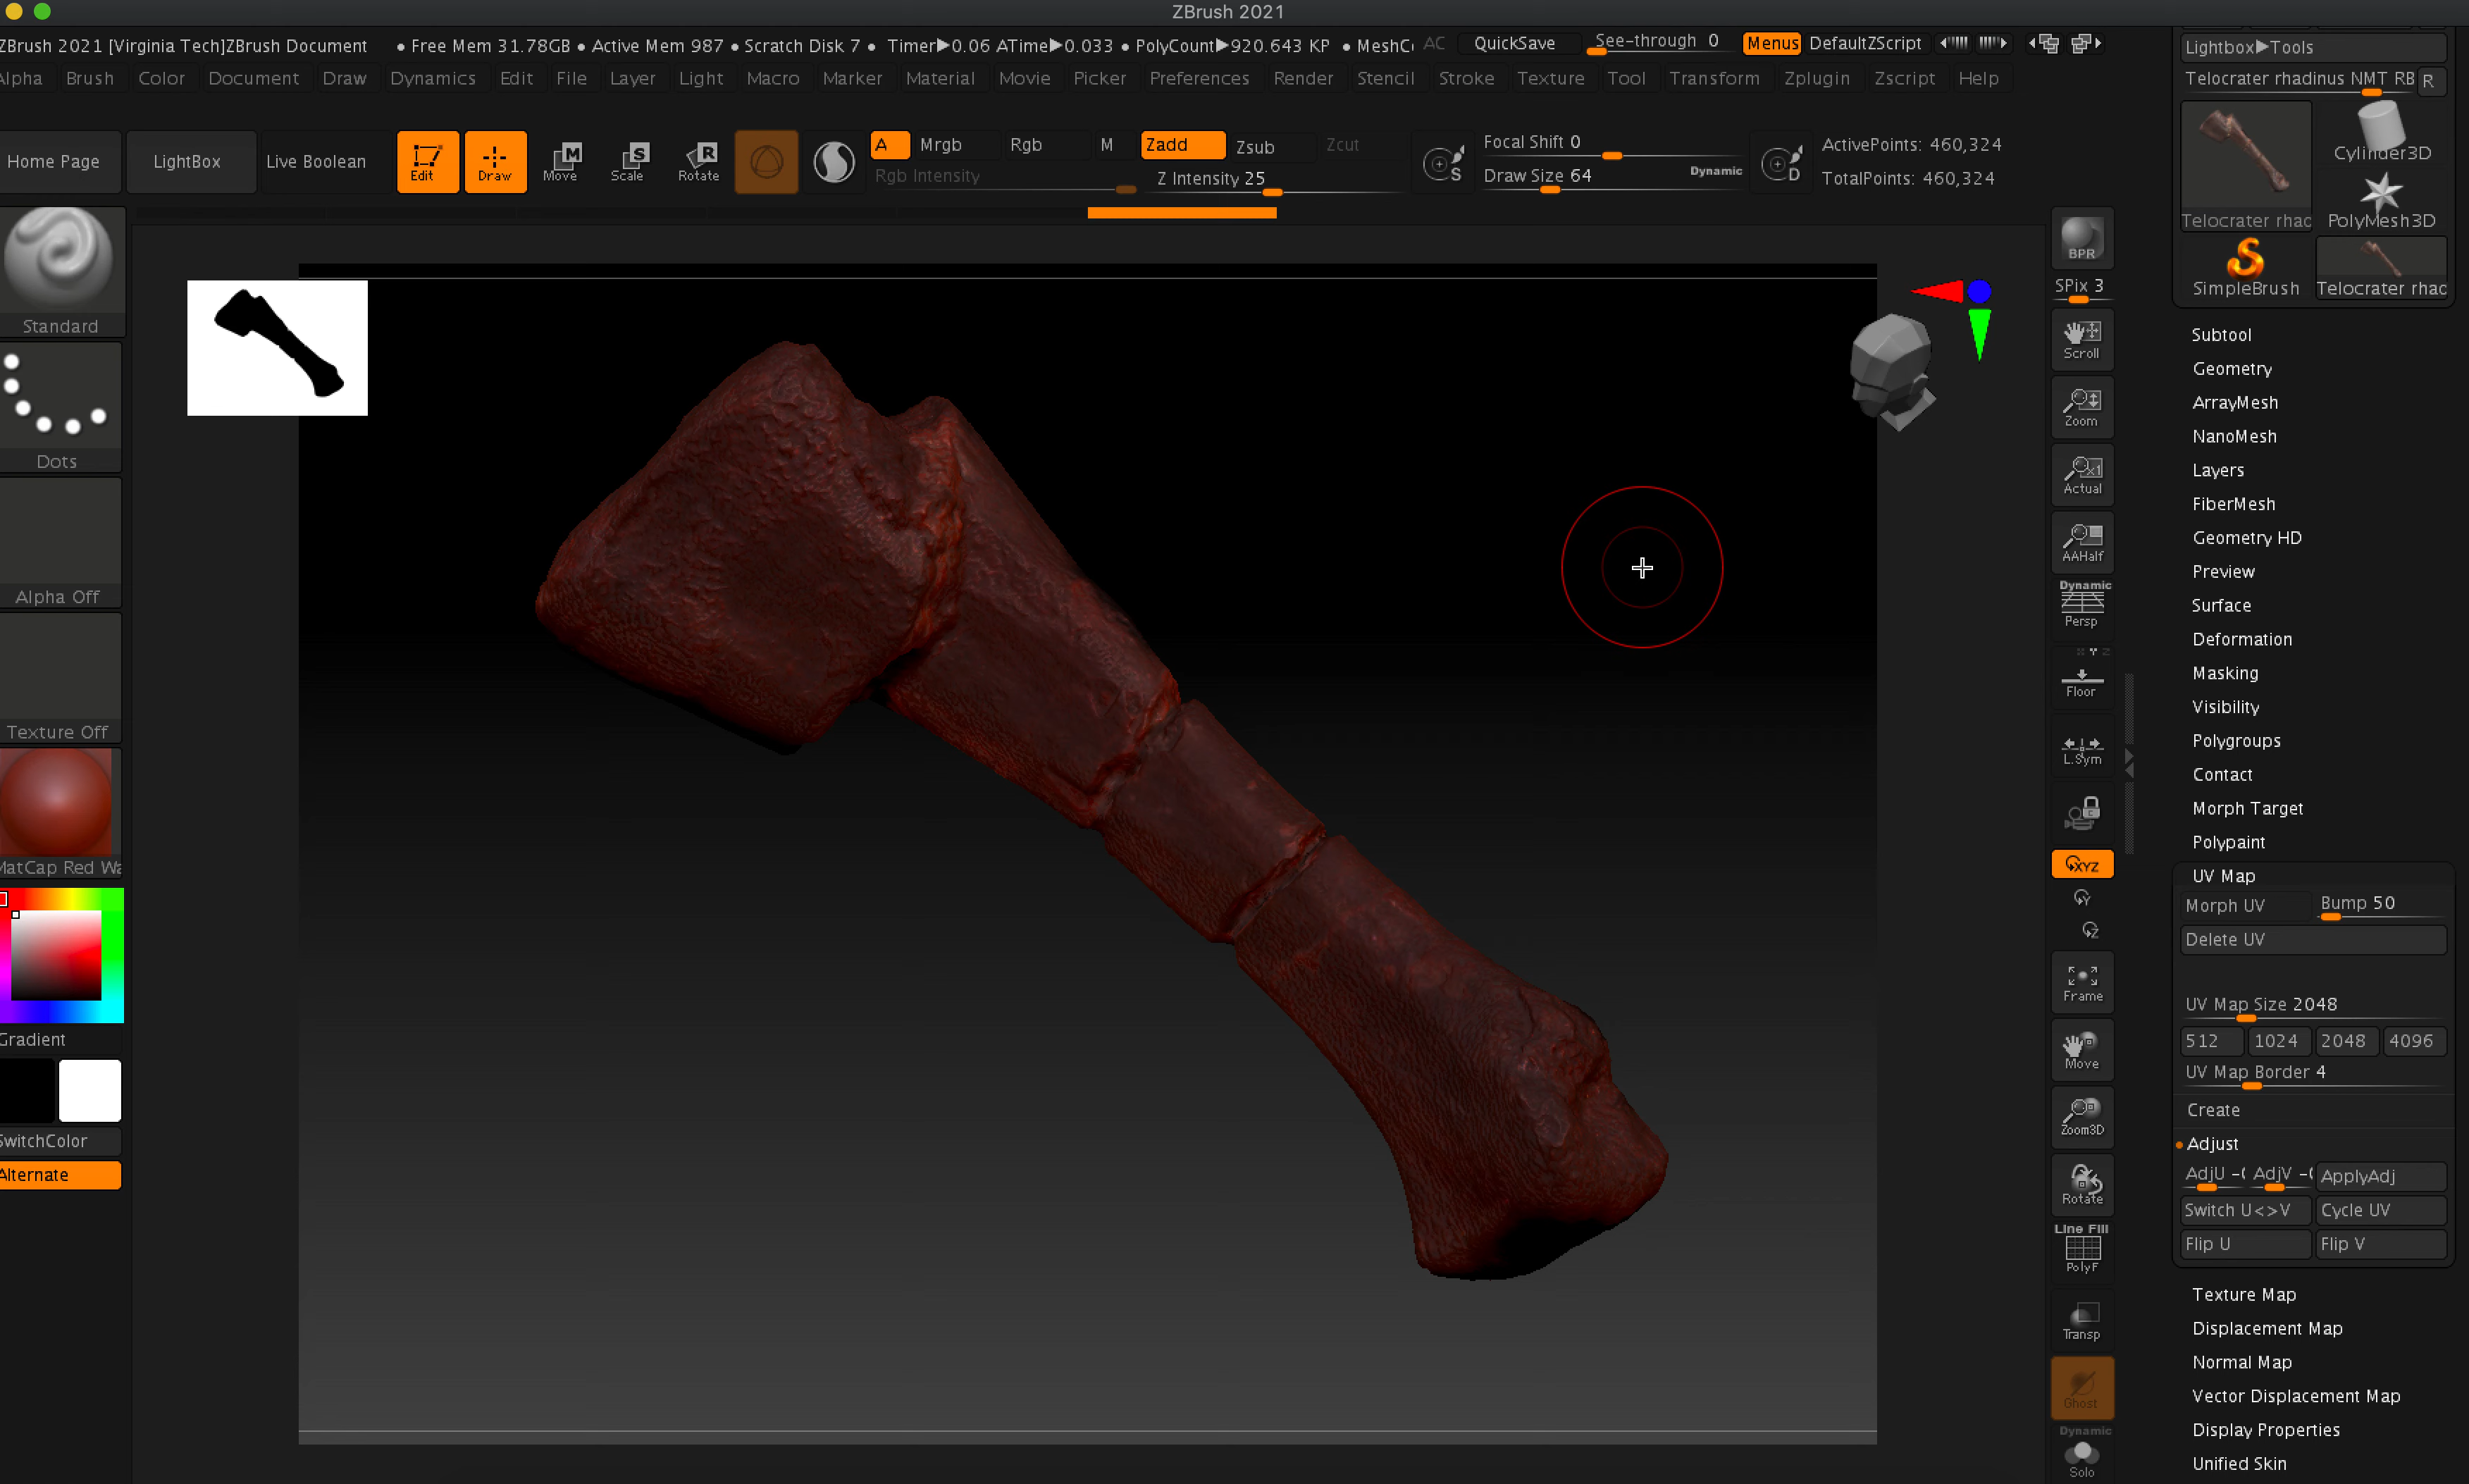 ZBrush 2021
ZBrush 2021 [Virginia Tech]ZBrush Document • Free Mem 31.78GB • Active Mem 987 • Scratch Disk 7 • Timer▶0.06 ATime▶0.033 • PolyCount▶920.643 KP • MeshC AC QuickSave See-through 0 Menus DefaultZScript
Alpha Brush Color Document Draw Dynamics Edit File Layer Light Macro Marker Material Movie Picker Preferences Render Stencil Stroke Texture Tool Transform Zplugin Zscript Help
Home Page LightBox Live Boolean Edit Draw Move Scale Rotate
M S R
A Mrgb Rgb M Zadd Zsub Zcut
Rgb Intensity Z Intensity 25
S Focal Shift 0
Draw Size 64 Dynamic
D ActivePoints: 460,324
TotalPoints: 460,324
Standard
Dots
Alpha Off
Texture Off
MatCap Red Wa
Gradient
SwitchColor
Alternate
BPR
SPix 3
Scroll
Zoom
x1
Actual
AAHalf
Dynamic
Persp
Floor
L.Sym
XYZ
Y
Z
Frame
Move
Zoom3D
Rotate
Line Fill
PolyF
Transp
Ghost
Dynamic
Solo
Lightbox▶Tools
Telocrater rhadinus NMT RB R
Telocrater rhad
Cylinder3D
PolyMesh3D
SimpleBrush
Telocrater rhad
Subtool
Geometry
ArrayMesh
NanoMesh
Layers
FiberMesh
Geometry HD
Preview
Surface
Deformation
Masking
Visibility
Polygroups
Contact
Morph Target
Polypaint
UV Map
Morph UV Bump 50
Delete UV
UV Map Size 2048
512 1024 2048 4096
UV Map Border 4
Create
Adjust
AdjU -( AdjV -( ApplyAdj
Switch U<>V Cycle UV
Flip U Flip V
Texture Map
Displacement Map
Normal Map
Vector Displacement Map
Display Properties
Unified Skin